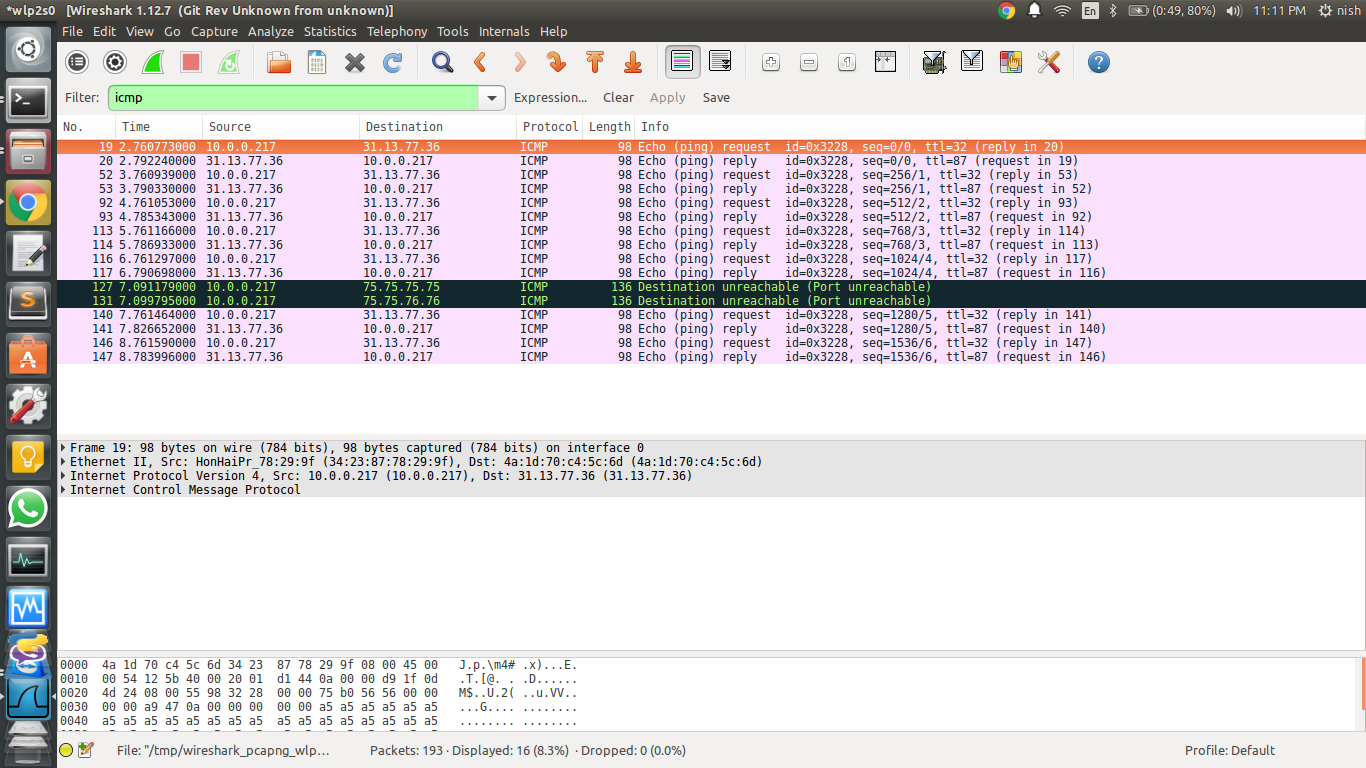 *wlp2s0 [Wireshark 1.12.7 (Git Rev Unknown from unknown)] En (0:49, 80%) 11:11 PM nish
File Edit View Go Capture Analyze Statistics Telephony Tools Internals Help
Filter: icmp Expression... Clear Apply Save
No. Time Source Destination Protocol Length Info
19 2.760773000 10.0.0.217 31.13.77.36 ICMP 98 Echo (ping) request id=0x3228, seq=0/0, ttl=32 (reply in 20)
20 2.792240000 31.13.77.36 10.0.0.217 ICMP 98 Echo (ping) reply id=0x3228, seq=0/0, ttl=87 (request in 19)
52 3.760939000 10.0.0.217 31.13.77.36 ICMP 98 Echo (ping) request id=0x3228, seq=256/1, ttl=32 (reply in 53)
53 3.790330000 31.13.77.36 10.0.0.217 ICMP 98 Echo (ping) reply id=0x3228, seq=256/1, ttl=87 (request in 52)
92 4.761053000 10.0.0.217 31.13.77.36 ICMP 98 Echo (ping) request id=0x3228, seq=512/2, ttl=32 (reply in 93)
93 4.785343000 31.13.77.36 10.0.0.217 ICMP 98 Echo (ping) reply id=0x3228, seq=512/2, ttl=87 (request in 92)
113 5.761166000 10.0.0.217 31.13.77.36 ICMP 98 Echo (ping) request id=0x3228, seq=768/3, ttl=32 (reply in 114)
114 5.786933000 31.13.77.36 10.0.0.217 ICMP 98 Echo (ping) reply id=0x3228, seq=768/3, ttl=87 (request in 113)
116 6.761297000 10.0.0.217 31.13.77.36 ICMP 98 Echo (ping) request id=0x3228, seq=1024/4, ttl=32 (reply in 117)
117 6.790698000 31.13.77.36 10.0.0.217 ICMP 98 Echo (ping) reply id=0x3228, seq=1024/4, ttl=87 (request in 116)
127 7.091179000 10.0.0.217 75.75.75.75 ICMP 136 Destination unreachable (Port unreachable)
131 7.099795000 10.0.0.217 75.75.76.76 ICMP 136 Destination unreachable (Port unreachable)
140 7.761464000 10.0.0.217 31.13.77.36 ICMP 98 Echo (ping) request id=0x3228, seq=1280/5, ttl=32 (reply in 141)
141 7.826652000 31.13.77.36 10.0.0.217 ICMP 98 Echo (ping) reply id=0x3228, seq=1280/5, ttl=87 (request in 140)
146 8.761590000 10.0.0.217 31.13.77.36 ICMP 98 Echo (ping) request id=0x3228, seq=1536/6, ttl=32 (reply in 147)
147 8.783996000 31.13.77.36 10.0.0.217 ICMP 98 Echo (ping) reply id=0x3228, seq=1536/6, ttl=87 (request in 146)
Frame 19: 98 bytes on wire (784 bits), 98 bytes captured (784 bits) on interface 0
Ethernet II, Src: HonHaiPr_78:29:9f (34:23:87:78:29:9f), Dst: 4a:1d:70:c4:5c:6d (4a:1d:70:c4:5c:6d)
Internet Protocol Version 4, Src: 10.0.0.217 (10.0.0.217), Dst: 31.13.77.36 (31.13.77.36)
Internet Control Message Protocol
0000 4a 1d 70 c4 5c 6d 34 23 87 78 29 9f 08 00 45 00 J.p.\m4# .x)...E.
0010 00 54 12 5b 40 00 20 01 d1 44 0a 00 00 d9 1f 0d .T.[@. . .D......
0020 4d 24 08 00 55 98 32 28 00 00 75 b0 56 56 00 00 M$..U.2( ..u.VV..
0030 00 00 a9 47 0a 00 00 00 00 00 a5 a5 a5 a5 a5 a5 ...G.... ........
0040 a5 a5 a5 a5 a5 a5 a5 a5 a5 a5 a5 a5 a5 a5 a5 a5 ........ ........
File: "/tmp/wireshark_pcapng_wlp... Packets: 193 · Displayed: 16 (8.3%) · Dropped: 0 (0.0%) Profile: Default